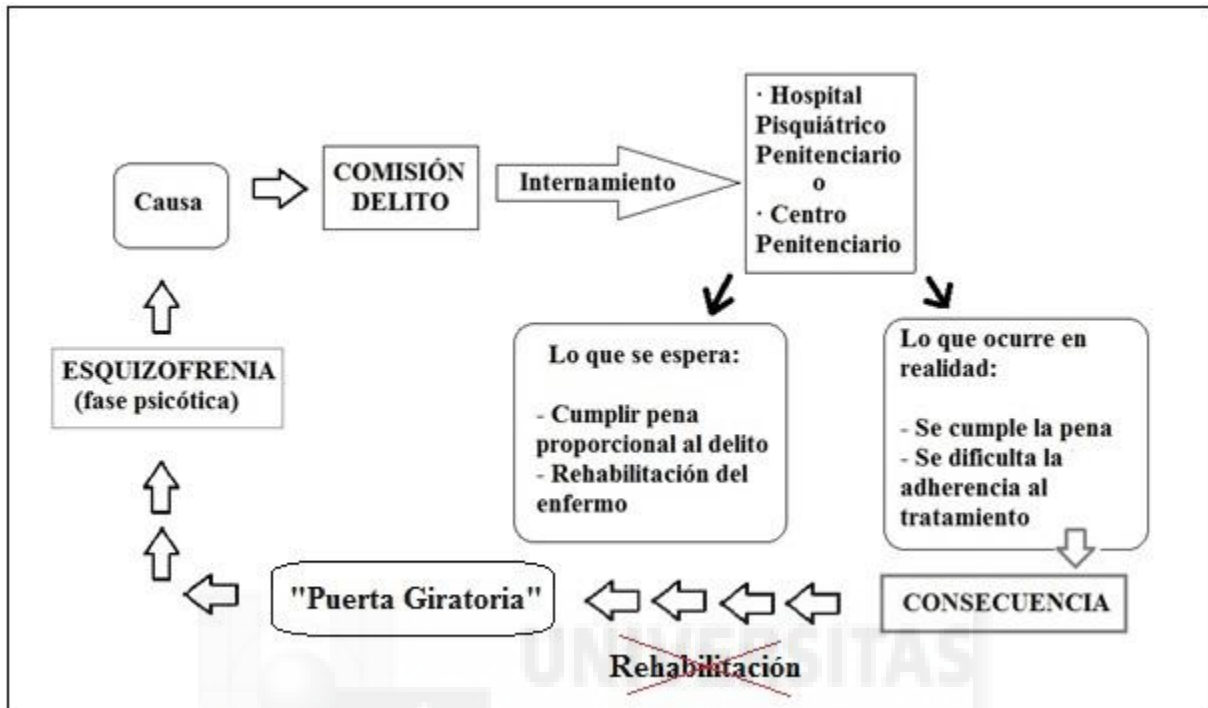 · Hospital
Pisquiátrico
Penitenciario
o
· Centro
Penitenciario
Causa
COMISIÓN
DELITO
Internamiento
ESQUIZOFRENIA
(fase psicótica)
Lo que se espera:
- Cumplir pena
proporcional al delito
- Rehabilitación del
enfermo
Lo que ocurre en
realidad:
- Se cumple la pena
- Se dificulta la
adherencia al
tratamiento
"Puerta Giratoria"
CONSECUENCIA
UNIVERSITAS
Rehabilitación